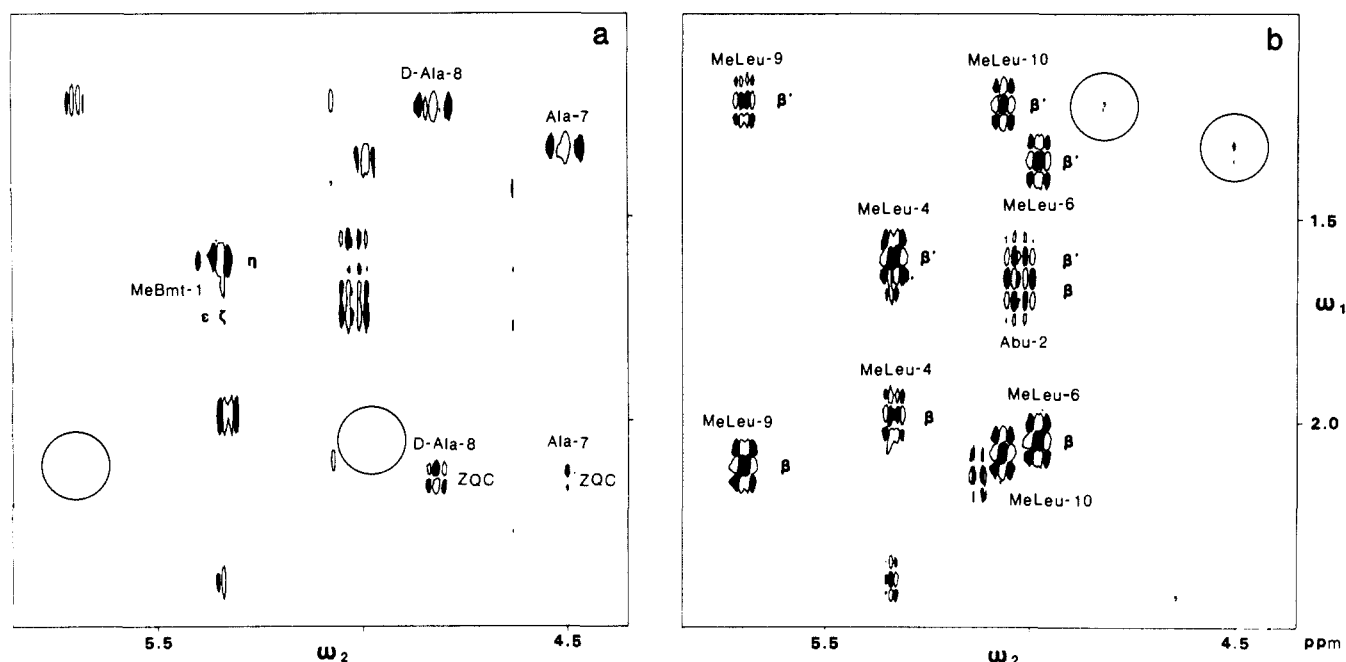 a
D-Ala-8
Ala-7
η
MeBmt-1
ε ζ
D-Ala-8
ZQC
Ala-7
ZQC
5.5
ω₂
4.5
b
MeLeu-9
β'
MeLeu-10
β'
β'
MeLeu-4
β'
MeLeu-6
β'
β
Abu-2
1.5
ω₁
MeLeu-4
β
MeLeu-6
β
MeLeu-9
β
MeLeu-10
2.0
5.5
ω₂
4.5
ppm